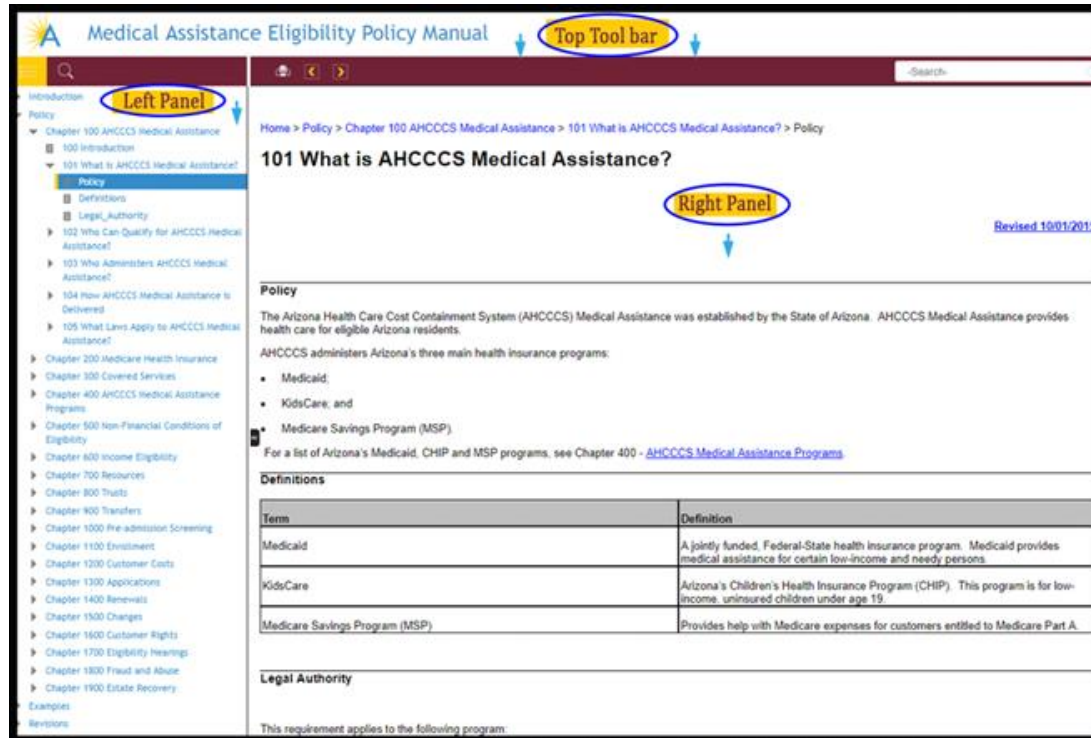 Medical Assistance Eligibility Policy Manual
Top Tool bar
-Search-
Left Panel
Introduction
Policy
Chapter 100 AHCCCS Medical Assistance
100 Introduction
101 What is AHCCCS Medical Assistance?
Policy
Definitions
Legal_Authority
102 Who Can Qualify for AHCCCS Medical
Assistance?
103 Who Administers AHCCCS Medical
Assistance?
104 How AHCCCS Medical Assistance is
Delivered
105 What Laws Apply to AHCCCS Medical
Assistance?
Chapter 200 Medicare Health Insurance
Chapter 300 Covered Services
Chapter 400 AHCCCS Medical Assistance
Programs
Chapter 500 Non-Financial Conditions of
Eligibility
Chapter 600 Income Eligibility
Chapter 700 Resources
Chapter 800 Trusts
Chapter 900 Transfers
Chapter 1000 Pre-admission Screening
Chapter 1100 Enrollment
Chapter 1200 Customer Costs
Chapter 1300 Applications
Chapter 1400 Renewals
Chapter 1500 Changes
Chapter 1600 Customer Rights
Chapter 1700 Eligibility Hearings
Chapter 1800 Fraud and Abuse
Chapter 1900 Estate Recovery
Examples
Revisions
Home > Policy > Chapter 100 AHCCCS Medical Assistance > 101 What is AHCCCS Medical Assistance? > Policy
101 What is AHCCCS Medical Assistance?
Right Panel
Revised 10/01/201
Policy
The Arizona Health Care Cost Containment System (AHCCCS) Medical Assistance was established by the State of Arizona. AHCCCS Medical Assistance provides
health care for eligible Arizona residents.
AHCCCS administers Arizona's three main health insurance programs:
• Medicaid;
• KidsCare; and
• Medicare Savings Program (MSP).
For a list of Arizona's Medicaid, CHIP and MSP programs, see Chapter 400 - AHCCCS Medical Assistance Programs.
Definitions
Term Definition
Medicaid A jointly funded, Federal-State health insurance program. Medicaid provides
medical assistance for certain low-income and needy persons.
KidsCare Arizona's Children's Health Insurance Program (CHIP). This program is for low-
income, uninsured children under age 19.
Medicare Savings Program (MSP) Provides help with Medicare expenses for customers entitled to Medicare Part A.
Legal Authority
This requirement applies to the following program: